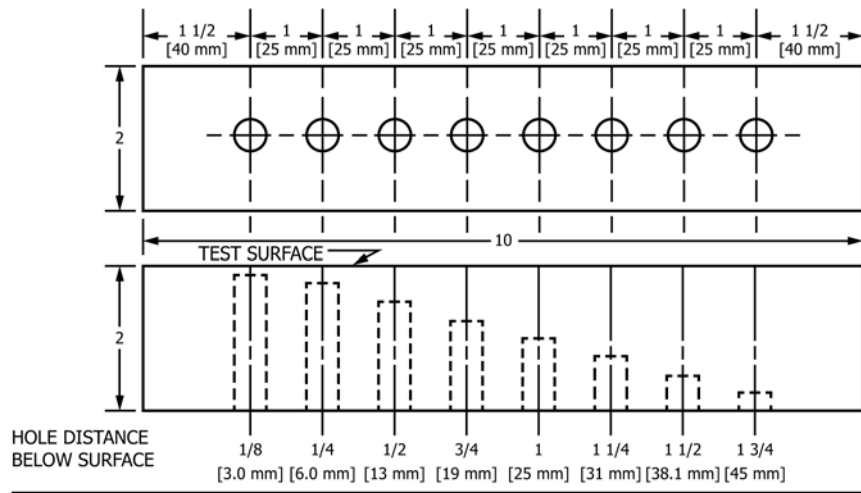 1 1/2 1 1 1 1 1 1 1 1 1/2
[40 mm] [25 mm] [25 mm] [25 mm] [25 mm] [25 mm] [25 mm] [25 mm] [40 mm]
2
10
TEST SURFACE
2
HOLE DISTANCE
BELOW SURFACE
1/8 1/4 1/2 3/4 1 1 1/4 1 1/2 1 3/4
[3.0 mm] [6.0 mm] [13 mm] [19 mm] [25 mm] [31 mm] [38.1 mm] [45 mm]